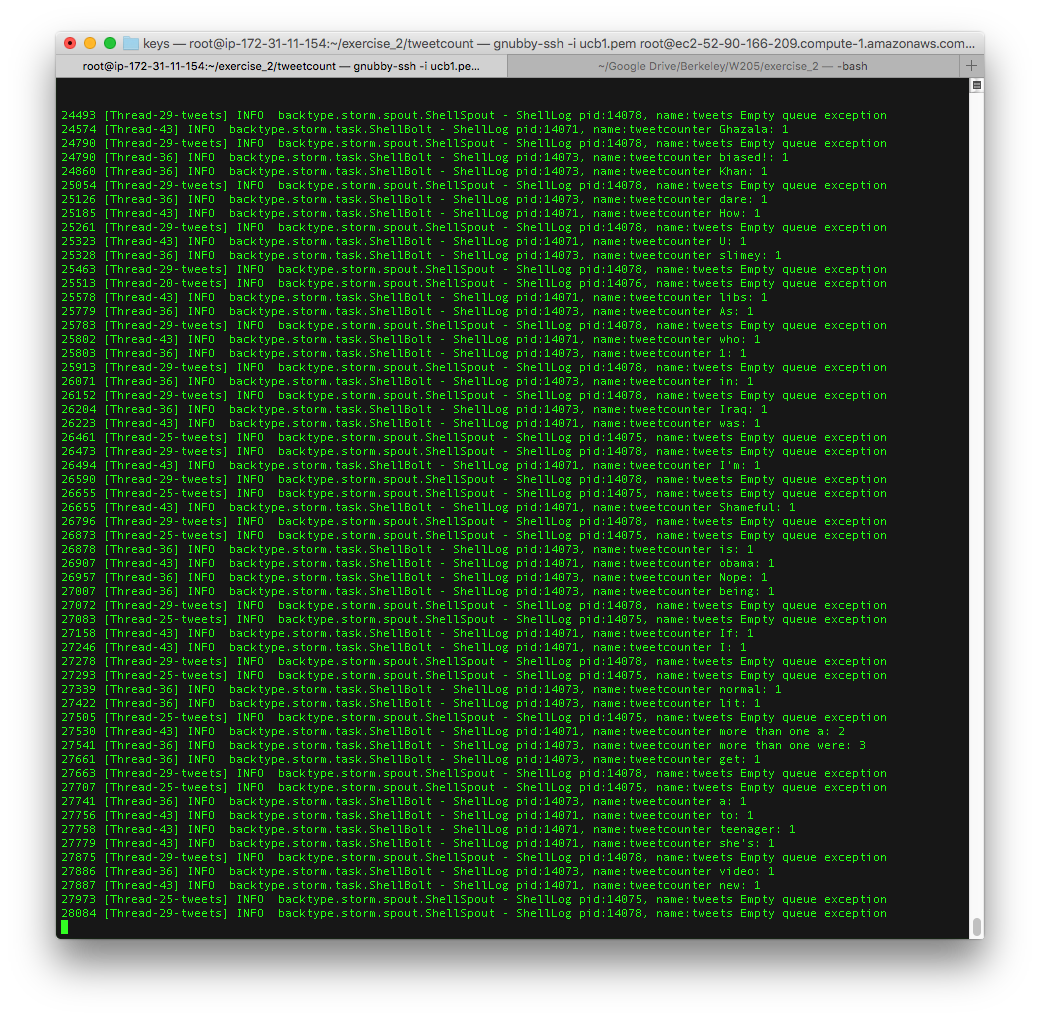 keys — root@ip-172-31-11-154:~/exercise_2/tweetcount — gnubby-ssh -i ucb1.pem root@ec2-52-90-166-209.compute-1.amazonaws.com...
root@ip-172-31-11-154:~/exercise_2/tweetcount — gnubby-ssh -i ucb1.pe... ~/Google Drive/Berkeley/W205/exercise_2 — -bash +
24493 [Thread-29-tweets] INFO  backtype.storm.spout.ShellSpout - ShellLog pid:14078, name:tweets Empty queue exception
24574 [Thread-43] INFO  backtype.storm.task.ShellBolt - ShellLog pid:14071, name:tweetcounter Ghazala: 1
24790 [Thread-29-tweets] INFO  backtype.storm.spout.ShellSpout - ShellLog pid:14078, name:tweets Empty queue exception
24790 [Thread-36] INFO  backtype.storm.task.ShellBolt - ShellLog pid:14073, name:tweetcounter biased!: 1
24860 [Thread-36] INFO  backtype.storm.task.ShellBolt - ShellLog pid:14073, name:tweetcounter Khan: 1
25054 [Thread-29-tweets] INFO  backtype.storm.spout.ShellSpout - ShellLog pid:14078, name:tweets Empty queue exception
25126 [Thread-36] INFO  backtype.storm.task.ShellBolt - ShellLog pid:14073, name:tweetcounter dare: 1
25185 [Thread-43] INFO  backtype.storm.task.ShellBolt - ShellLog pid:14071, name:tweetcounter How: 1
25261 [Thread-29-tweets] INFO  backtype.storm.spout.ShellSpout - ShellLog pid:14078, name:tweets Empty queue exception
25323 [Thread-43] INFO  backtype.storm.task.ShellBolt - ShellLog pid:14071, name:tweetcounter U: 1
25328 [Thread-36] INFO  backtype.storm.task.ShellBolt - ShellLog pid:14073, name:tweetcounter slimey: 1
25463 [Thread-29-tweets] INFO  backtype.storm.spout.ShellSpout - ShellLog pid:14078, name:tweets Empty queue exception
25513 [Thread-20-tweets] INFO  backtype.storm.spout.ShellSpout - ShellLog pid:14076, name:tweets Empty queue exception
25578 [Thread-43] INFO  backtype.storm.task.ShellBolt - ShellLog pid:14071, name:tweetcounter libs: 1
25779 [Thread-36] INFO  backtype.storm.task.ShellBolt - ShellLog pid:14073, name:tweetcounter As: 1
25783 [Thread-29-tweets] INFO  backtype.storm.spout.ShellSpout - ShellLog pid:14078, name:tweets Empty queue exception
25802 [Thread-43] INFO  backtype.storm.task.ShellBolt - ShellLog pid:14071, name:tweetcounter who: 1
25803 [Thread-36] INFO  backtype.storm.task.ShellBolt - ShellLog pid:14073, name:tweetcounter 1: 1
25913 [Thread-29-tweets] INFO  backtype.storm.spout.ShellSpout - ShellLog pid:14078, name:tweets Empty queue exception
26071 [Thread-36] INFO  backtype.storm.task.ShellBolt - ShellLog pid:14073, name:tweetcounter in: 1
26152 [Thread-29-tweets] INFO  backtype.storm.spout.ShellSpout - ShellLog pid:14078, name:tweets Empty queue exception
26204 [Thread-36] INFO  backtype.storm.task.ShellBolt - ShellLog pid:14073, name:tweetcounter Iraq: 1
26223 [Thread-43] INFO  backtype.storm.task.ShellBolt - ShellLog pid:14071, name:tweetcounter was: 1
26461 [Thread-25-tweets] INFO  backtype.storm.spout.ShellSpout - ShellLog pid:14075, name:tweets Empty queue exception
26473 [Thread-29-tweets] INFO  backtype.storm.spout.ShellSpout - ShellLog pid:14078, name:tweets Empty queue exception
26494 [Thread-43] INFO  backtype.storm.task.ShellBolt - ShellLog pid:14071, name:tweetcounter I'm: 1
26590 [Thread-29-tweets] INFO  backtype.storm.spout.ShellSpout - ShellLog pid:14078, name:tweets Empty queue exception
26655 [Thread-25-tweets] INFO  backtype.storm.spout.ShellSpout - ShellLog pid:14075, name:tweets Empty queue exception
26655 [Thread-43] INFO  backtype.storm.task.ShellBolt - ShellLog pid:14071, name:tweetcounter Shameful: 1
26796 [Thread-29-tweets] INFO  backtype.storm.spout.ShellSpout - ShellLog pid:14078, name:tweets Empty queue exception
26873 [Thread-25-tweets] INFO  backtype.storm.spout.ShellSpout - ShellLog pid:14075, name:tweets Empty queue exception
26878 [Thread-36] INFO  backtype.storm.task.ShellBolt - ShellLog pid:14073, name:tweetcounter is: 1
26907 [Thread-43] INFO  backtype.storm.task.ShellBolt - ShellLog pid:14071, name:tweetcounter obama: 1
26957 [Thread-36] INFO  backtype.storm.task.ShellBolt - ShellLog pid:14073, name:tweetcounter Nope: 1
27007 [Thread-36] INFO  backtype.storm.task.ShellBolt - ShellLog pid:14073, name:tweetcounter being: 1
27072 [Thread-29-tweets] INFO  backtype.storm.spout.ShellSpout - ShellLog pid:14078, name:tweets Empty queue exception
27083 [Thread-25-tweets] INFO  backtype.storm.spout.ShellSpout - ShellLog pid:14075, name:tweets Empty queue exception
27158 [Thread-43] INFO  backtype.storm.task.ShellBolt - ShellLog pid:14071, name:tweetcounter If: 1
27246 [Thread-43] INFO  backtype.storm.task.ShellBolt - ShellLog pid:14071, name:tweetcounter I: 1
27278 [Thread-29-tweets] INFO  backtype.storm.spout.ShellSpout - ShellLog pid:14078, name:tweets Empty queue exception
27293 [Thread-25-tweets] INFO  backtype.storm.spout.ShellSpout - ShellLog pid:14075, name:tweets Empty queue exception
27339 [Thread-36] INFO  backtype.storm.task.ShellBolt - ShellLog pid:14073, name:tweetcounter normal: 1
27422 [Thread-36] INFO  backtype.storm.task.ShellBolt - ShellLog pid:14073, name:tweetcounter lit: 1
27505 [Thread-25-tweets] INFO  backtype.storm.spout.ShellSpout - ShellLog pid:14075, name:tweets Empty queue exception
27530 [Thread-43] INFO  backtype.storm.task.ShellBolt - ShellLog pid:14071, name:tweetcounter more than one a: 2
27541 [Thread-36] INFO  backtype.storm.task.ShellBolt - ShellLog pid:14073, name:tweetcounter more than one were: 3
27661 [Thread-36] INFO  backtype.storm.task.ShellBolt - ShellLog pid:14073, name:tweetcounter get: 1
27663 [Thread-29-tweets] INFO  backtype.storm.spout.ShellSpout - ShellLog pid:14078, name:tweets Empty queue exception
27707 [Thread-25-tweets] INFO  backtype.storm.spout.ShellSpout - ShellLog pid:14075, name:tweets Empty queue exception
27741 [Thread-36] INFO  backtype.storm.task.ShellBolt - ShellLog pid:14073, name:tweetcounter a: 1
27756 [Thread-43] INFO  backtype.storm.task.ShellBolt - ShellLog pid:14071, name:tweetcounter to: 1
27758 [Thread-43] INFO  backtype.storm.task.ShellBolt - ShellLog pid:14071, name:tweetcounter teenager: 1
27779 [Thread-43] INFO  backtype.storm.task.ShellBolt - ShellLog pid:14071, name:tweetcounter she's: 1
27875 [Thread-29-tweets] INFO  backtype.storm.spout.ShellSpout - ShellLog pid:14078, name:tweets Empty queue exception
27886 [Thread-36] INFO  backtype.storm.task.ShellBolt - ShellLog pid:14073, name:tweetcounter video: 1
27887 [Thread-43] INFO  backtype.storm.task.ShellBolt - ShellLog pid:14071, name:tweetcounter new: 1
27973 [Thread-25-tweets] INFO  backtype.storm.spout.ShellSpout - ShellLog pid:14075, name:tweets Empty queue exception
28084 [Thread-29-tweets] INFO  backtype.storm.spout.ShellSpout - ShellLog pid:14078, name:tweets Empty queue exception